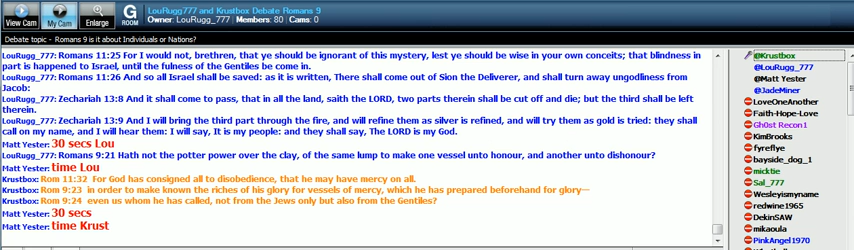 LouRugg777 and Krustbox Debate Romans 9
Owner: LouRugg_777 | Members: 80 | Cams: 0
View Cam
My Cam
Enlarge
G
ROOM
Debate topic - Romans 9 is it about Individuals or Nations?
LouRugg_777: Romans 11:25 For I would not, brethren, that ye should be ignorant of this mystery, lest ye should be wise in your own conceits; that blindness in
part is happened to Israel, until the fulness of the Gentiles be come in.
LouRugg_777: Romans 11:26 And so all Israel shall be saved: as it is written, There shall come out of Sion the Deliverer, and shall turn away ungodliness from
Jacob:
LouRugg_777: Zechariah 13:8 And it shall come to pass, that in all the land, saith the LORD, two parts therein shall be cut off and die; but the third shall be left
therein.
LouRugg_777: Zechariah 13:9 And I will bring the third part through the fire, and will refine them as silver is refined, and will try them as gold is tried: they shall
call on my name, and I will hear them: I will say, It is my people: and they shall say, The LORD is my God.
Matt Yester: 30 secs Lou
LouRugg_777: Romans 9:21 Hath not the potter power over the clay, of the same lump to make one vessel unto honour, and another unto dishonour?
Matt Yester: time Lou
Krustbox: Rom 11:32 For God has consigned all to disobedience, that he may have mercy on all.
Krustbox: Rom 9:23 in order to make known the riches of his glory for vessels of mercy, which he has prepared beforehand for glory—
Krustbox: Rom 9:24 even us whom he has called, not from the Jews only but also from the Gentiles?
Matt Yester: 30 secs
Matt Yester: time Krust
@Krustbox
@LouRugg_777
@Matt Yester
@JadeMiner
LoveOneAnother
Faith-Hope-Love
Gh0st Recon1
KimBrooks
fyreflye
bayside_dog_1
micktie
Sal_777
Wesleyismyname
redwine1965
DekinSAW
mikaoula
PinkAngel1970